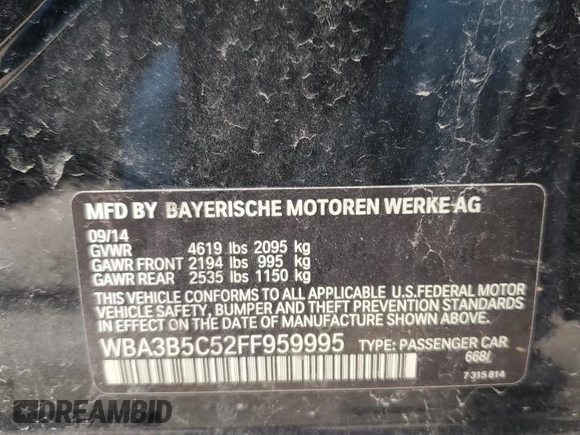 MFD BY BAYERISCHE MOTOREN WERKE AG
09/14
GVWR 4619 lbs 2095 kg
GAWR FRONT 2194 lbs 995 kg
GAWR REAR 2535 lbs 1150 kg
THIS VEHICLE CONFORMS TO ALL APPLICABLE U.S.FEDERAL MOTOR
VEHICLE SAFETY, BUMPER AND THEFT PREVENTION STANDARDS
IN EFFECT ON THE DATE OF MANUFACTURE SHOWN ABOVE.
WBA3B5C52FF959995 TYPE: PASSENGER CAR
668/
7 315 814
DREAMBID